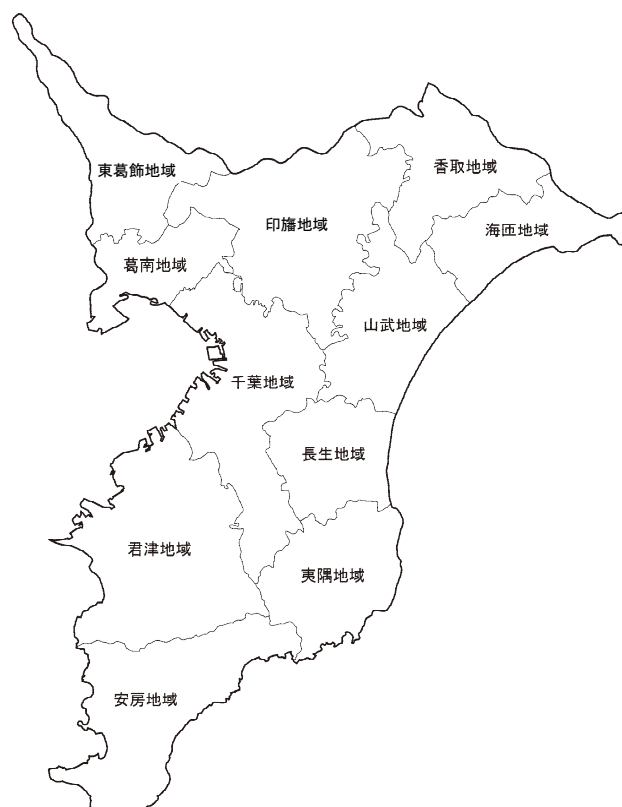 東葛飾地域
香取地域
印旛地域
海匝地域
葛南地域
山武地域
千葉地域
長生地域
君津地域
夷隅地域
安房地域